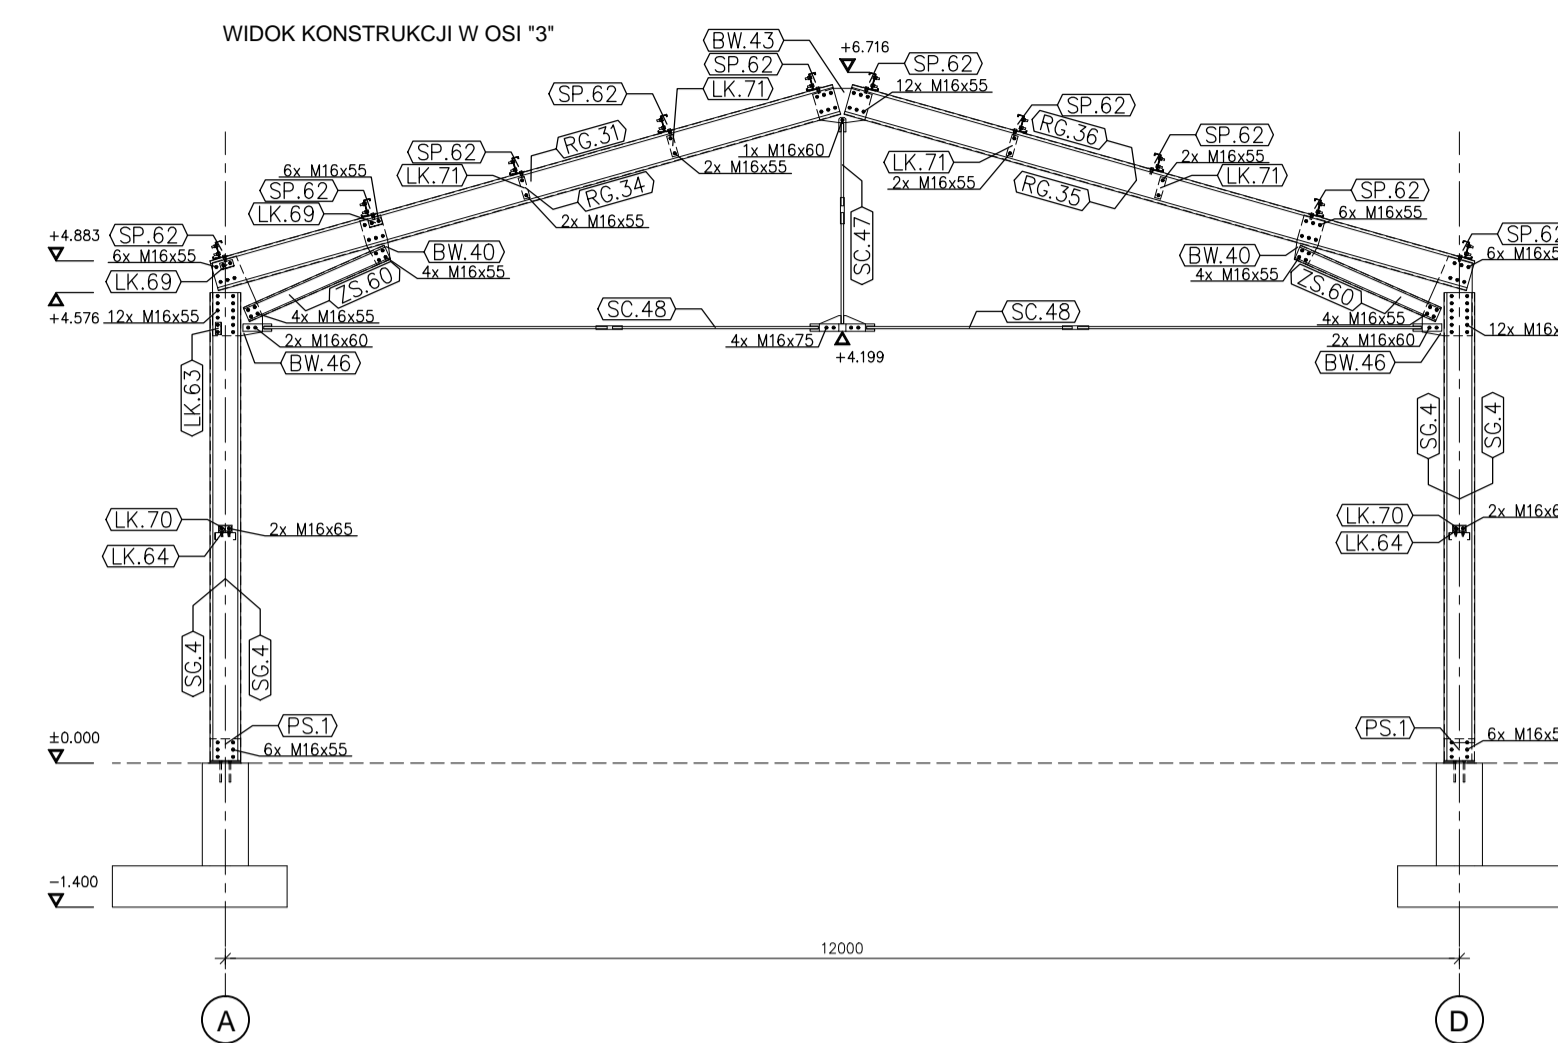 WIDOK KONSTRUKCJI W OSI "3"
BW.43
+6.716
SP.62
SP.62
12x M16x55
SP.62
LK.71
SP.62
RG.31
RG.36
SP.62
SP.62
1x M16x60
LK.71
2x M16x55
6x M16x55
LK.71
2x M16x55
2x M16x55
LK.71
SP.62
RG.34
RG.35
SP.62
LK.69
2x M16x55
SC.47
6x M16x55
+4.883
SP.62
6x M16x55
BW.40
BW.40
LK.69
4x M16x55
4x M16x55
ZS.60
ZS.60
+4.576
12x M16x55
4x M16x55
SC.48
SC.48
4x M16x55
2x M16x60
4x M16x75
2x M16x60
+4.199
BW.46
BW.46
LK.63
SG.4
SG.4
LK.70
2x M16x65
LK.70
LK.64
LK.64
SG.4
SG.4
±0.000
PS.1
6x M16x55
PS.1
-1.400
12000
A
D